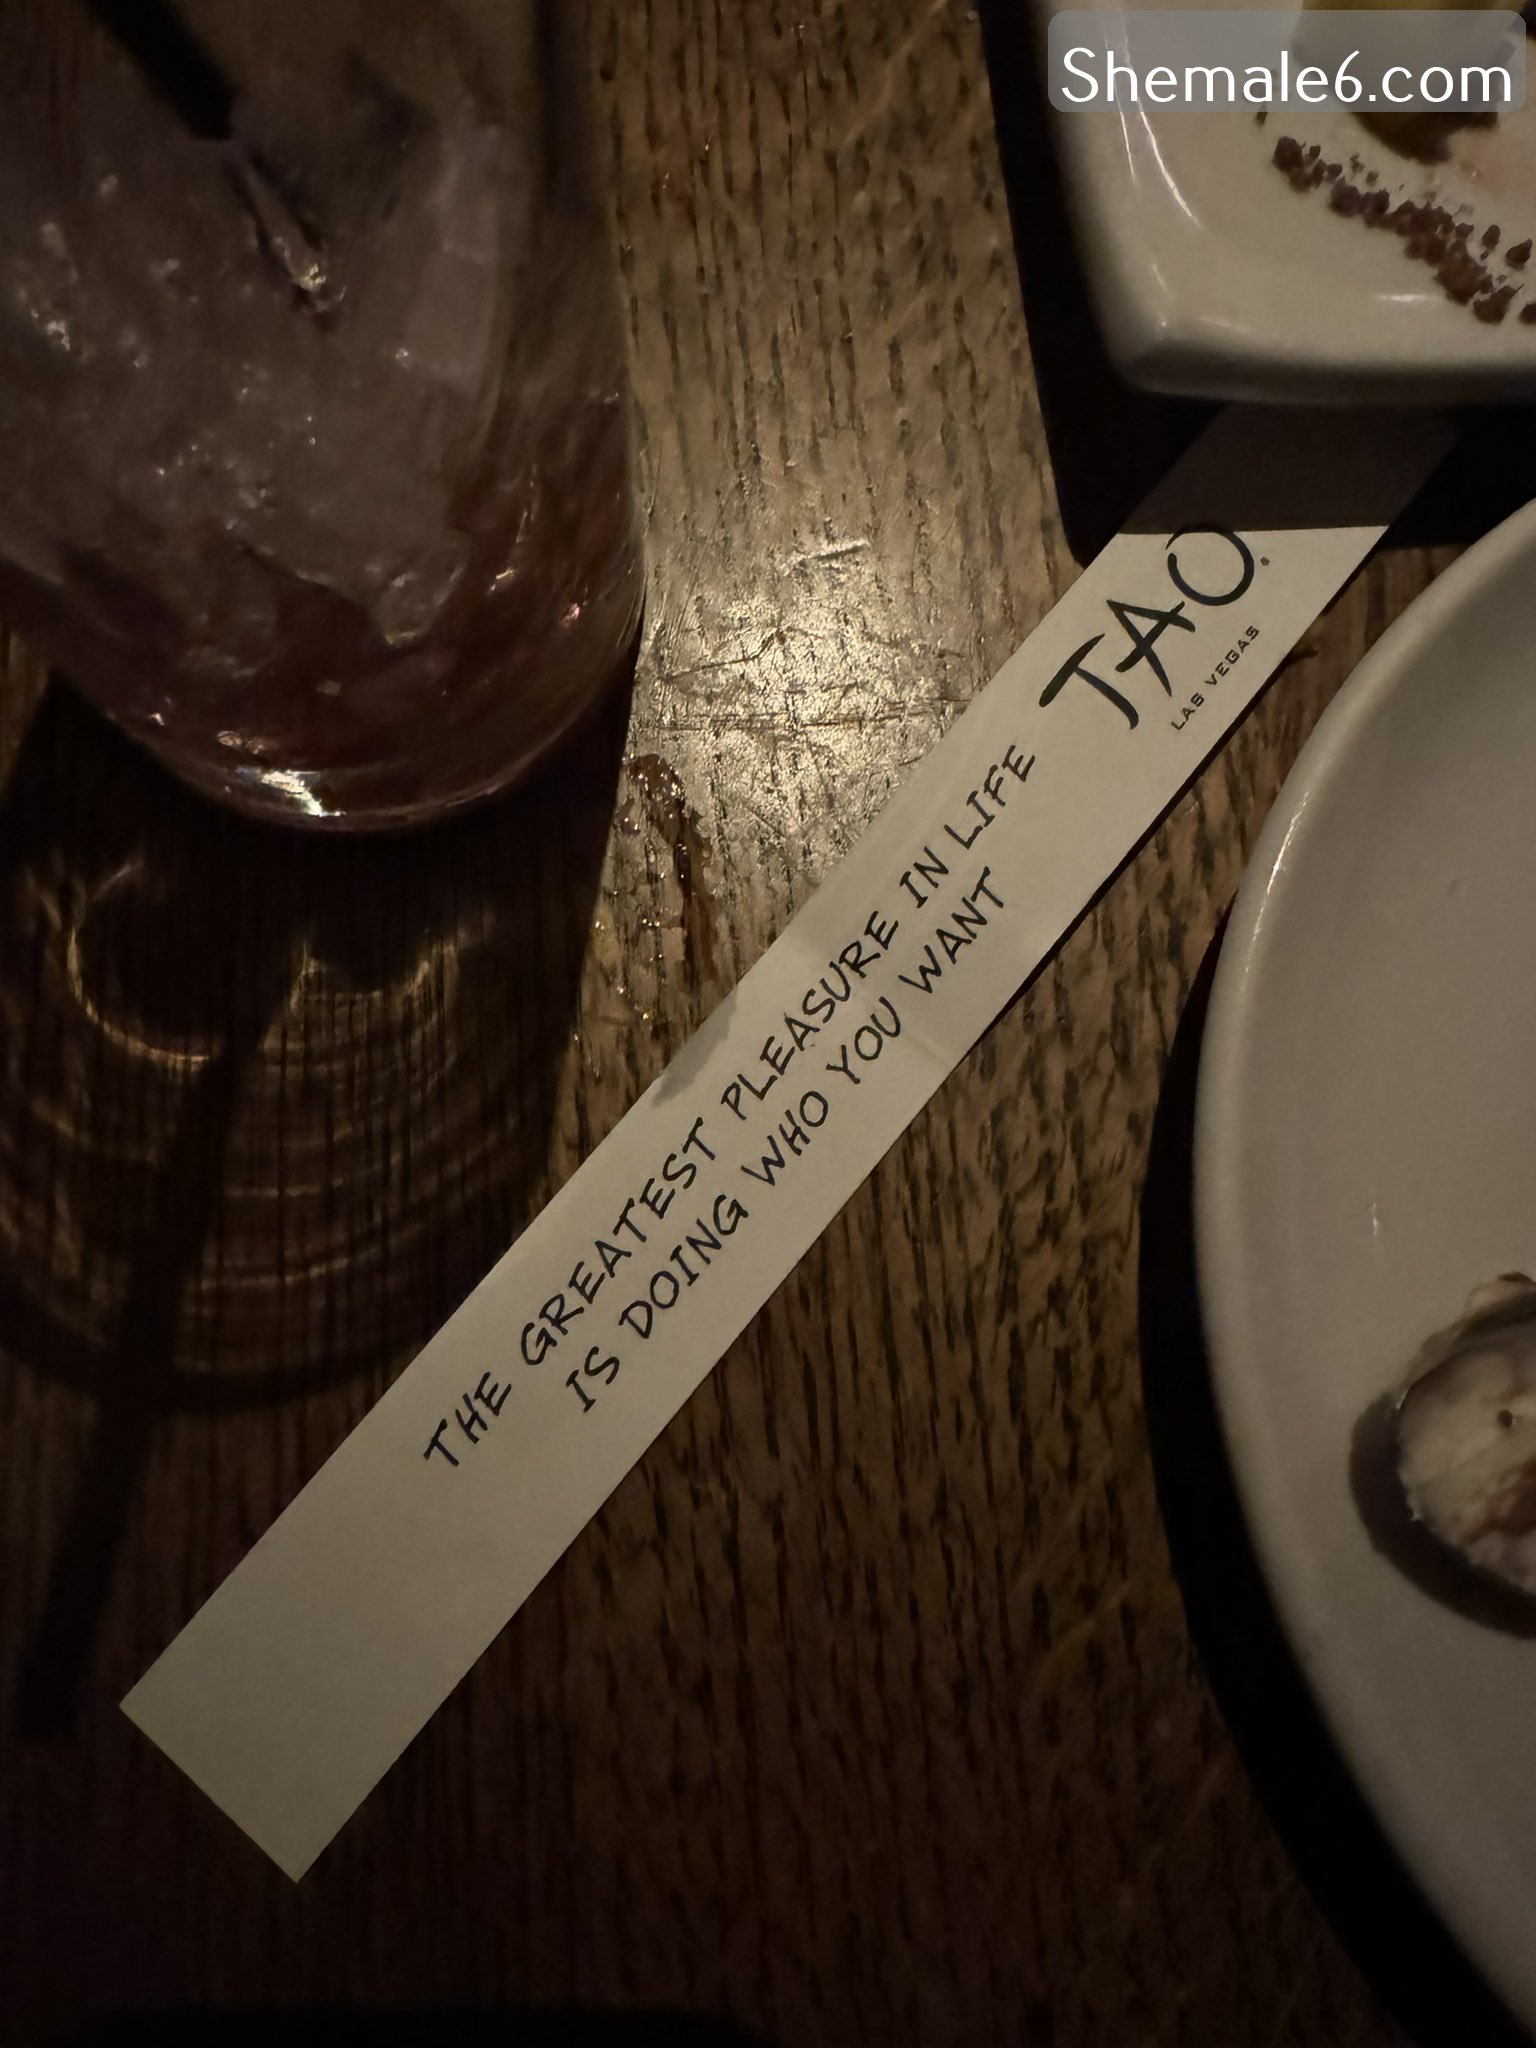 Shemale6.com
TAO®
LAS VEGAS
THE GREATEST PLEASURE IN LIFE
IS DOING WHO YOU WANT